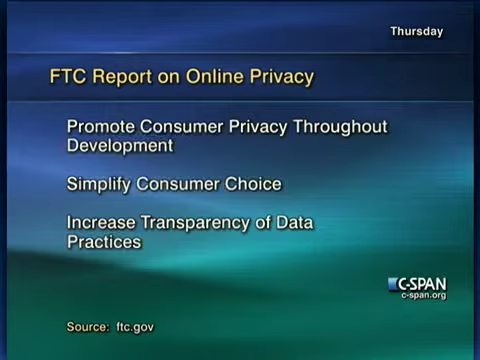 Thursday
FTC Report on Online Privacy
Promote Consumer Privacy Throughout
Development
Simplify Consumer Choice
Increase Transparency of Data
Practices
C-SPAN
c-span.org
Source: ftc.gov